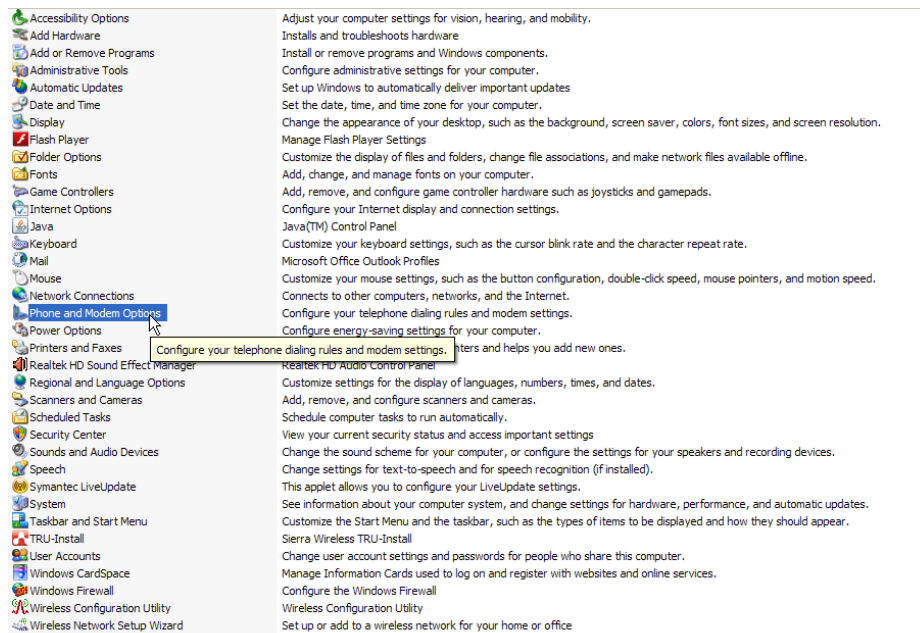 Accessibility Options Adjust your computer settings for vision, hearing, and mobility.
Add Hardware Installs and troubleshoots hardware
Add or Remove Programs Install or remove programs and Windows components.
Administrative Tools Configure administrative settings for your computer.
Automatic Updates Set up Windows to automatically deliver important updates
Date and Time Set the date, time, and time zone for your computer.
Display Change the appearance of your desktop, such as the background, screen saver, colors, font sizes, and screen resolution.
Flash Player Manage Flash Player Settings
Folder Options Customize the display of files and folders, change file associations, and make network files available offline.
Fonts Add, change, and manage fonts on your computer.
Game Controllers Add, remove, and configure game controller hardware such as joysticks and gamepads.
Internet Options Configure your Internet display and connection settings.
Java Java(TM) Control Panel
Keyboard Customize your keyboard settings, such as the cursor blink rate and the character repeat rate.
Mail Microsoft Office Outlook Profiles
Mouse Customize your mouse settings, such as the button configuration, double-click speed, mouse pointers, and motion speed.
Network Connections Connects to other computers, networks, and the Internet.
Phone and Modem Options Configure your telephone dialing rules and modem settings.
Power Options Configure energy-saving settings for your computer.
Printers and Faxes Configure your telephone dialing rules and modem settings. and helps you add new ones.
Realtek HD Sound Effect Manager Realtek HD Audio Control Panel
Regional and Language Options Customize settings for the display of languages, numbers, times, and dates.
Scanners and Cameras Add, remove, and configure scanners and cameras.
Scheduled Tasks Schedule computer tasks to run automatically.
Security Center View your current security status and access important settings
Sounds and Audio Devices Change the sound scheme for your computer, or configure the settings for your speakers and recording devices.
Speech Change settings for text-to-speech and for speech recognition (if installed).
Symantec LiveUpdate This applet allows you to configure your LiveUpdate settings.
System See information about your computer system, and change settings for hardware, performance, and automatic updates.
Taskbar and Start Menu Customize the Start Menu and the taskbar, such as the types of items to be displayed and how they should appear.
TRU-Install Sierra Wireless TRU-Install
User Accounts Change user account settings and passwords for people who share this computer.
Windows CardSpace Manage Information Cards used to log on and register with websites and online services.
Windows Firewall Configure the Windows Firewall
Wireless Configuration Utility Wireless Configuration Utility
Wireless Network Setup Wizard Set up or add to a wireless network for your home or office